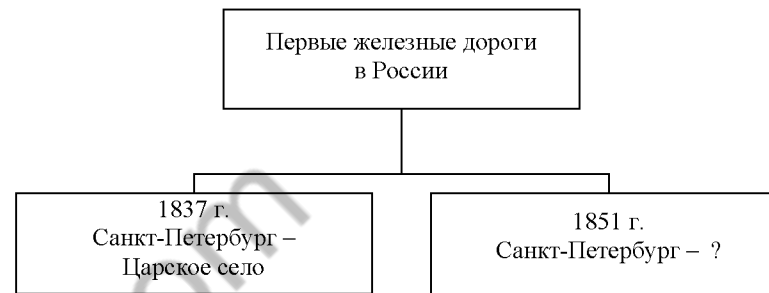 Первые железные дороги
в России
1837 г.
Санкт-Петербург –
Царское село
1851 г.
Санкт-Петербург – ?